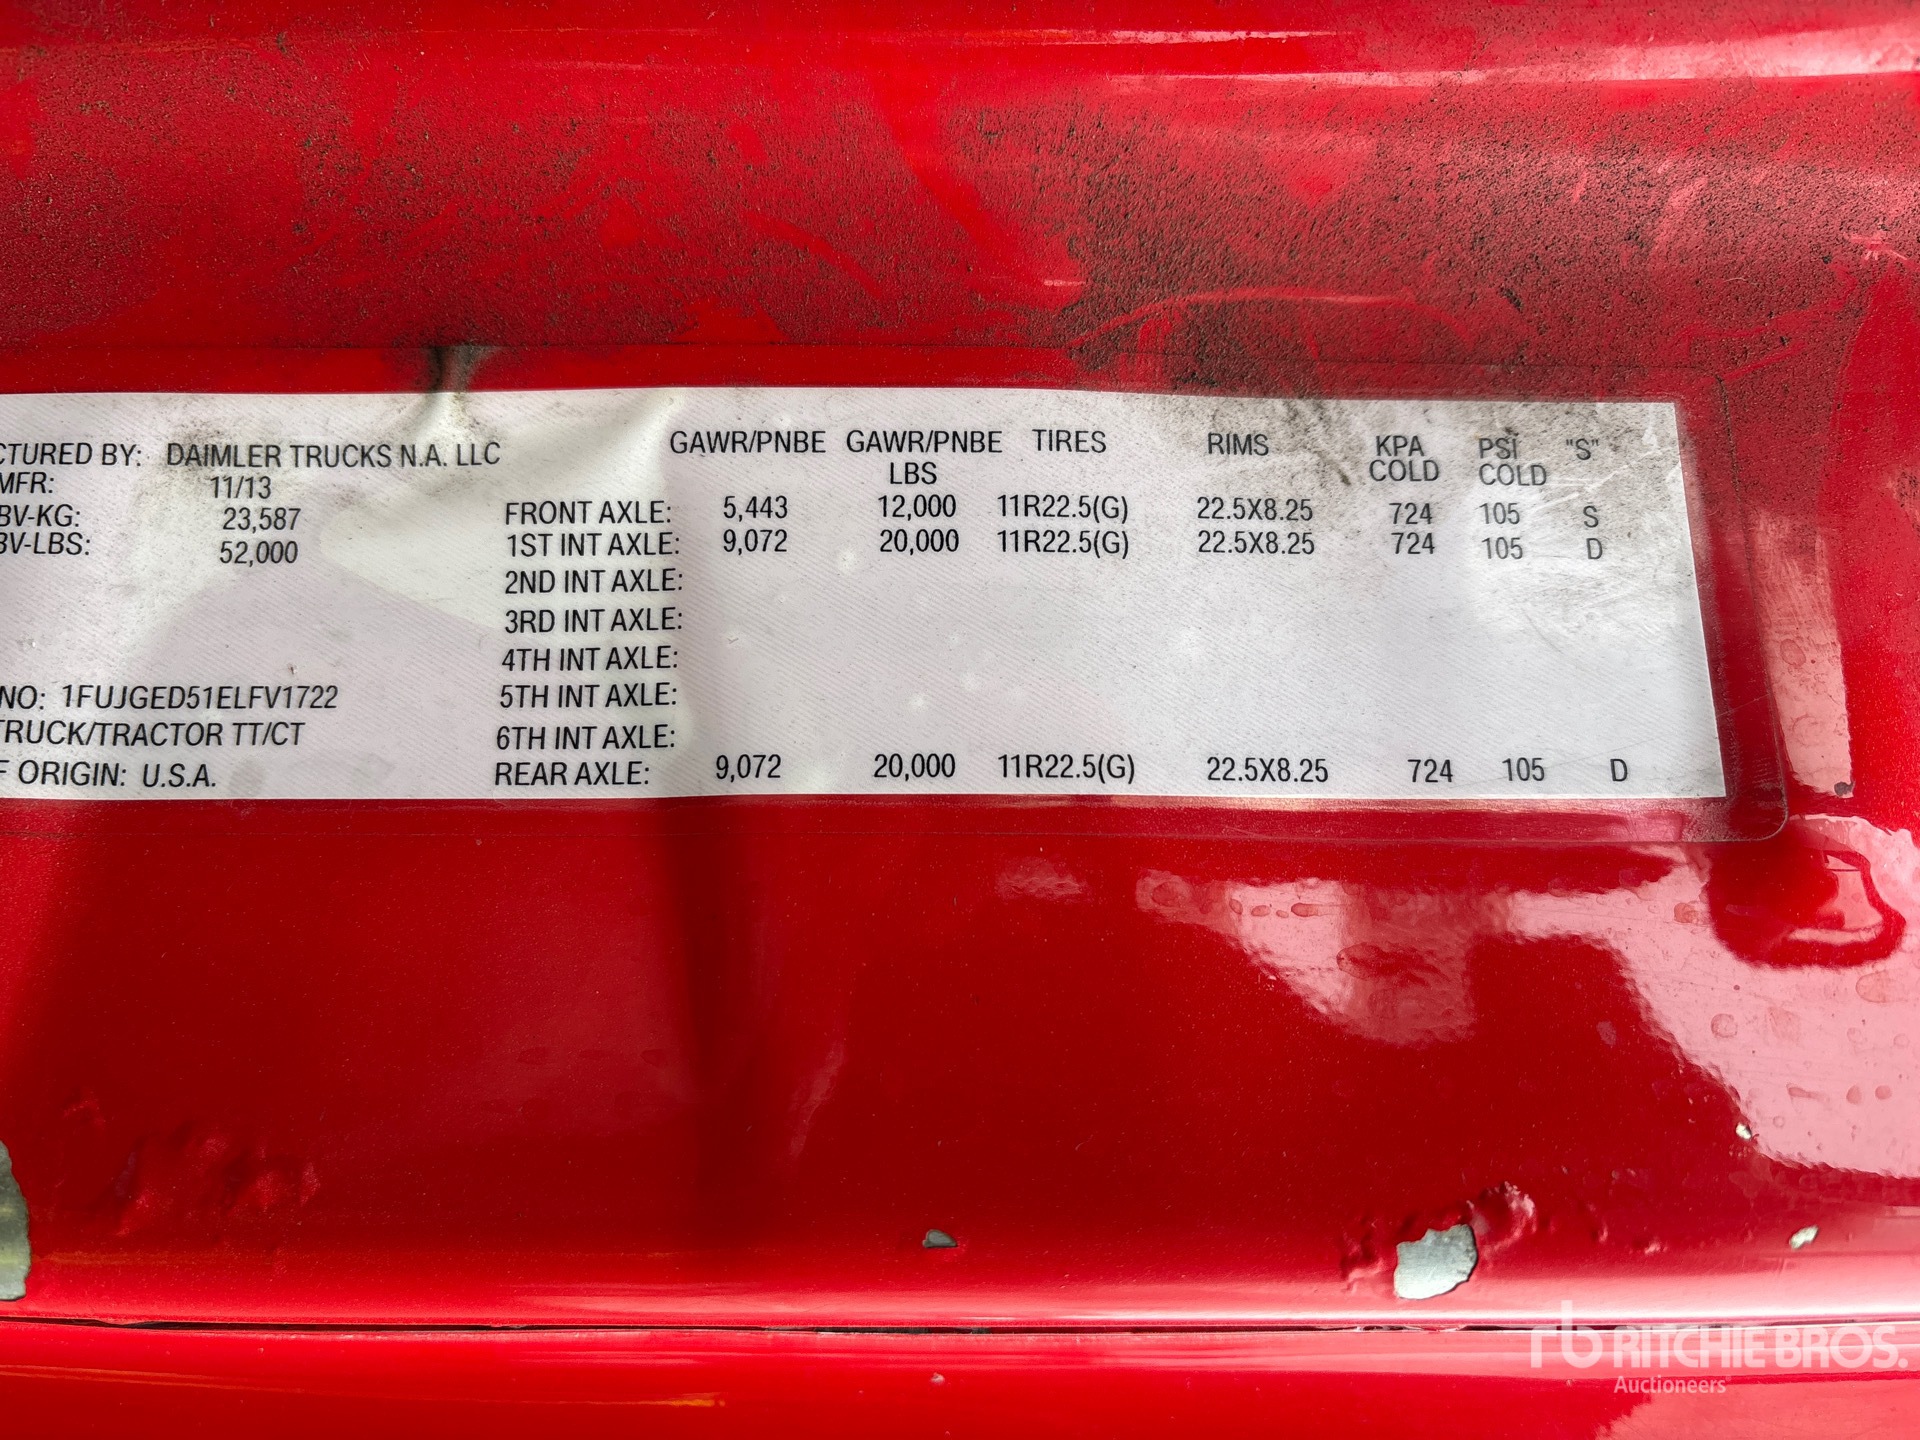 CTURED BY: DAIMLER TRUCKS N.A. LLC
MFR: 11/13
BV-KG: 23,587
BV-LBS: 52,000
NO: 1FUJGED51ELFV1722
TRUCK/TRACTOR TT/CT
F ORIGIN: U.S.A.
GAWR/PNBE GAWR/PNBE TIRES RIMS KPA PSI "S"
LBS COLD COLD
FRONT AXLE: 5,443 12,000 11R22.5(G) 22.5X8.25 724 105 S
1ST INT AXLE: 9,072 20,000 11R22.5(G) 22.5X8.25 724 105 D
2ND INT AXLE:
3RD INT AXLE:
4TH INT AXLE:
5TH INT AXLE:
6TH INT AXLE:
REAR AXLE: 9,072 20,000 11R22.5(G) 22.5X8.25 724 105 D
rb RITCHIE BROS.
Auctioneers